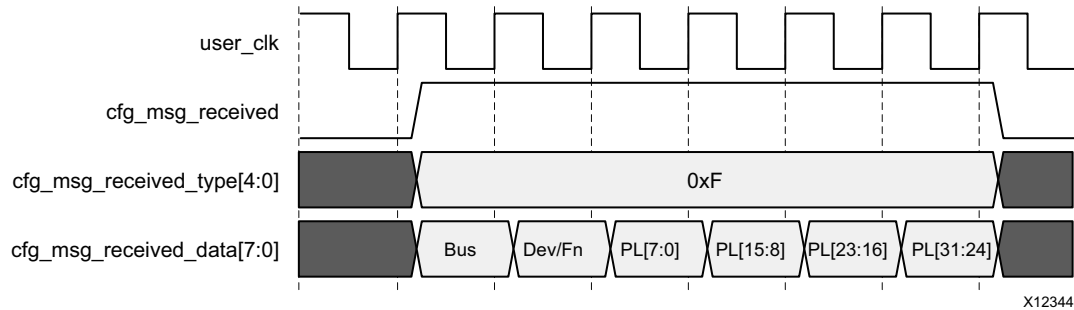 user_clk
cfg_msg_received
cfg_msg_received_type[4:0]
0xF
cfg_msg_received_data[7:0]
Bus
Dev/Fn
PL[7:0]
PL[15:8]
PL[23:16]
PL[31:24]
X12344